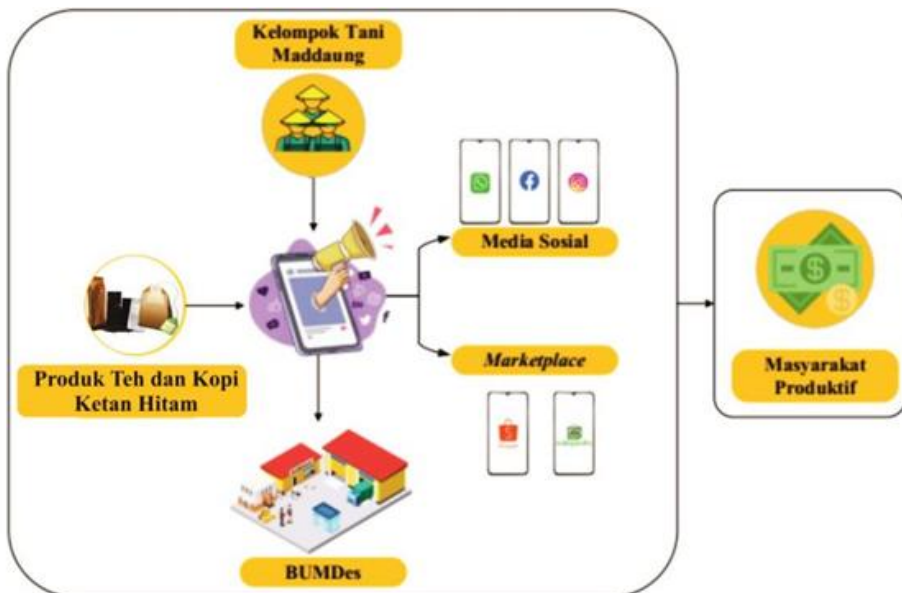 Kelompok Tani
Maddaung
Media Sosial
Produk Teh dan Kopi
Ketan Hitam
Marketplace
Masyarakat
Produktif
BUMDes